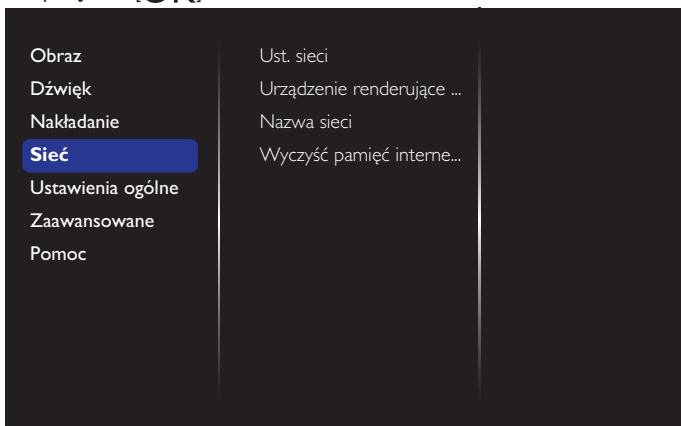 Obraz
Dźwięk
Nakładanie
Sieć
Ustawienia ogólne
Zaawansowane
Pomoc
Ust. sieci
Urządzenie renderujące ...
Nazwa sieci
Wyczyść pamięć interne...